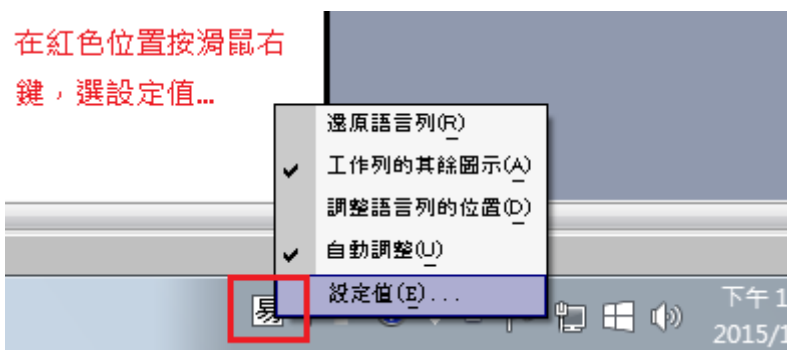 在紅色位置按滑鼠右
鍵，選設定值...
還原語言列(R)
工作列的其餘圖示(A)
調整語言列的位置(D)
自動調整(U)
設定值(E)...
易
下午 1
2015/1